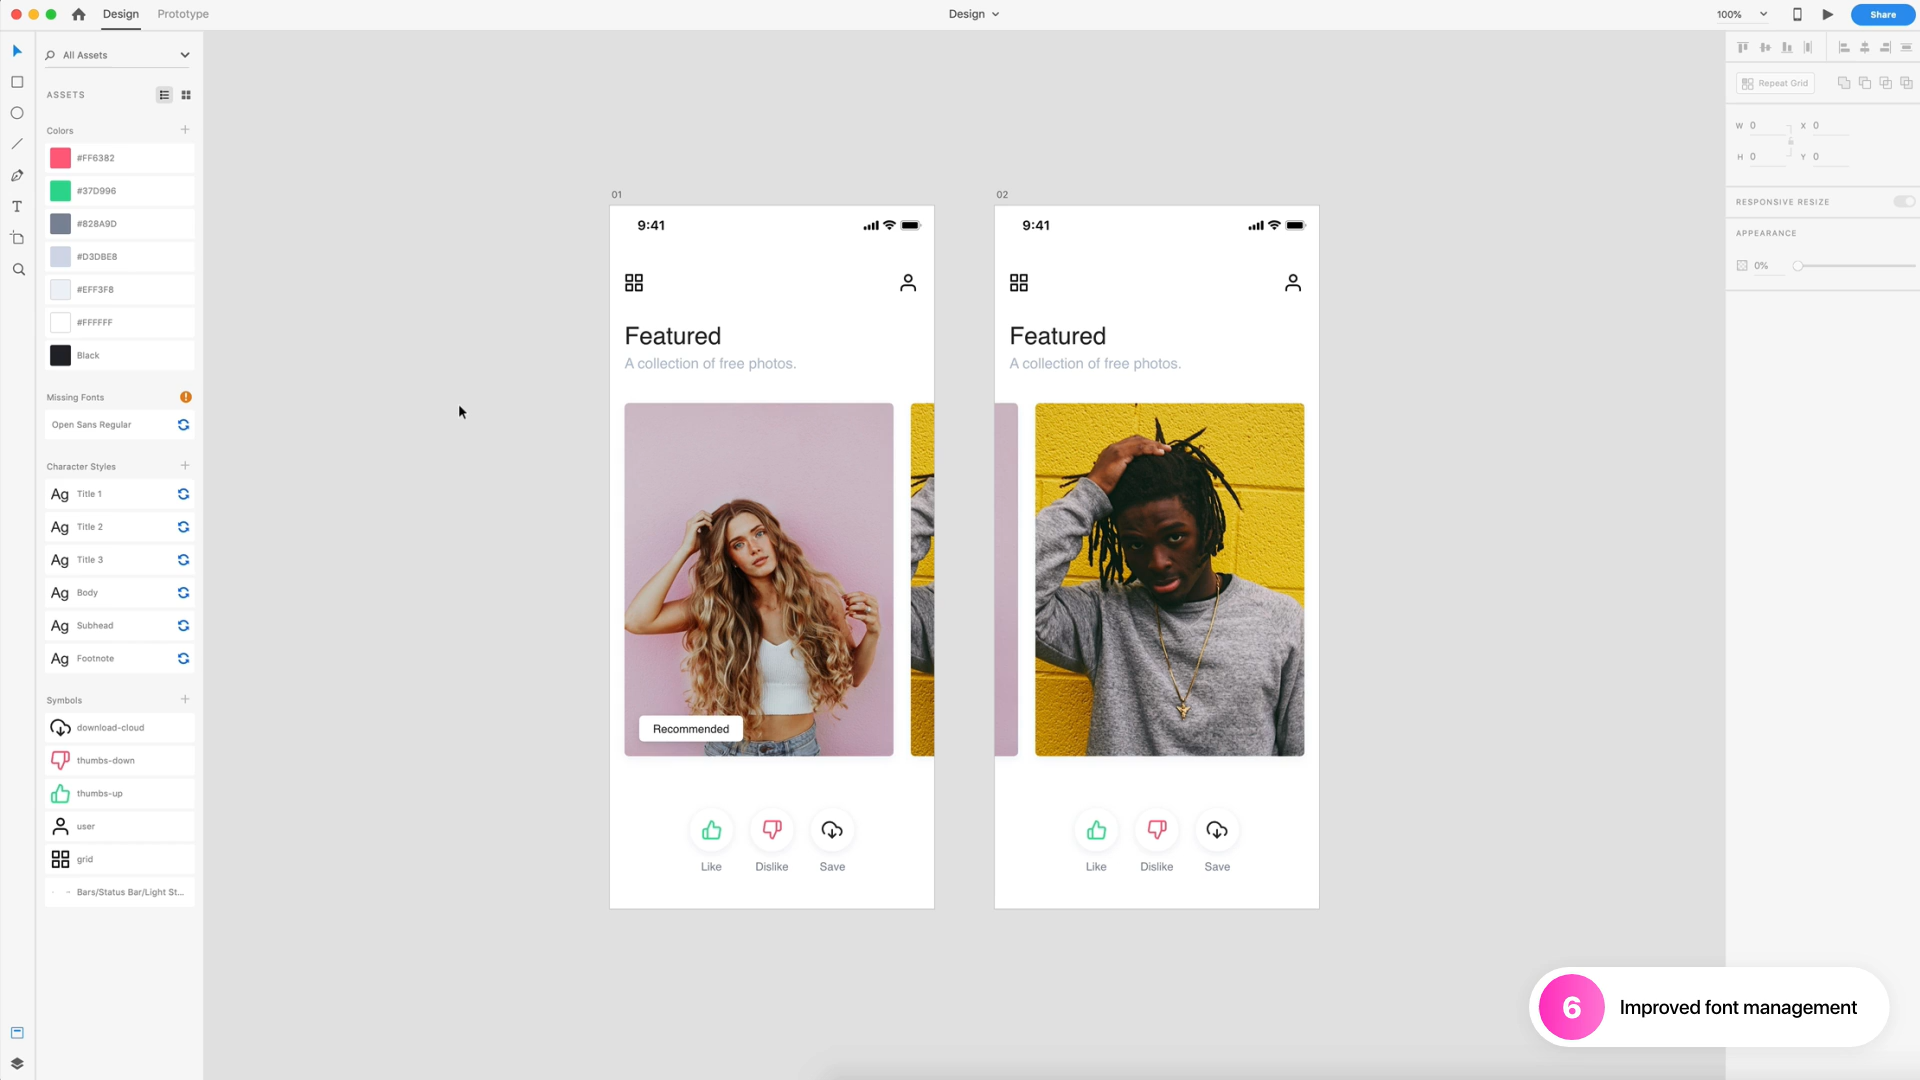 Design
Prototype
Design
100%
Share
All Assets
ASSETS
Colors
#FF6382
#37D996
#828A9D
#D3DBE8
#EFF3F8
#FFFFFF
Black
Missing Fonts
Open Sans Regular
Character Styles
Ag Title 1
Ag Title 2
Ag Title 3
Ag Body
Ag Subhead
Ag Footnote
Symbols
download-cloud
thumbs-down
thumbs-up
user
grid
Bars/Status Bar/Light St...
01
9:41
Featured
A collection of free photos.
Recommended
Like
Dislike
Save
02
9:41
Featured
A collection of free photos.
Like
Dislike
Save
Repeat Grid
W 0 X 0
H 0 Y 0
RESPONSIVE RESIZE
APPEARANCE
0%
6 Improved font management